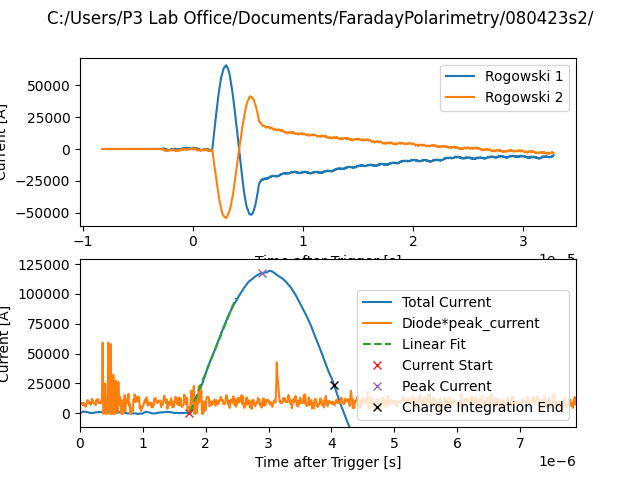 C:/Users/P3 Lab Office/Documents/FaradayPolarimetry/080423s2/
Current [A]
50000
25000
0
−25000
−50000
Rogowski 1
Rogowski 2
−1
0
1
2
3
Time after Trigger [s]
1e−5
Current [A]
125000
100000
75000
50000
25000
0
Total Current
Diode*peak_current
Linear Fit
Current Start
Peak Current
Charge Integration End
0
1
2
3
4
5
6
7
Time after Trigger [s]
1e−6